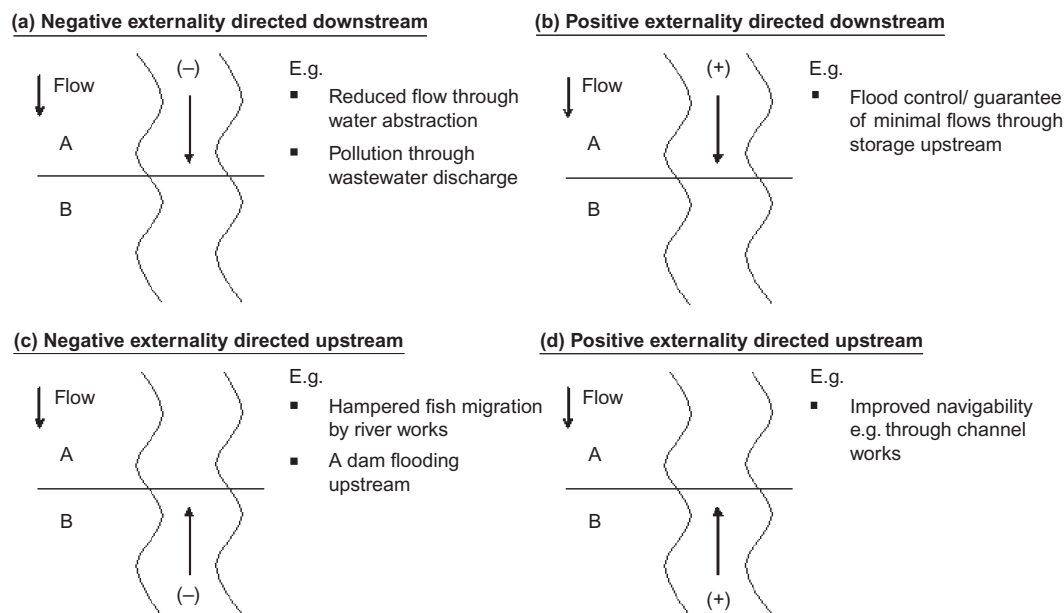 (a) Negative externality directed downstream
Flow
A
B
(–)
E.g.
▪ Reduced flow through
water abstraction
▪ Pollution through
wastewater discharge
(b) Positive externality directed downstream
Flow
A
B
(+)
E.g.
▪ Flood control/ guarantee
of minimal flows through
storage upstream
(c) Negative externality directed upstream
Flow
A
B
(–)
E.g.
▪ Hampered fish migration
by river works
▪ A dam flooding
upstream
(d) Positive externality directed upstream
Flow
A
B
(+)
E.g.
▪ Improved navigability
e.g. through channel
works